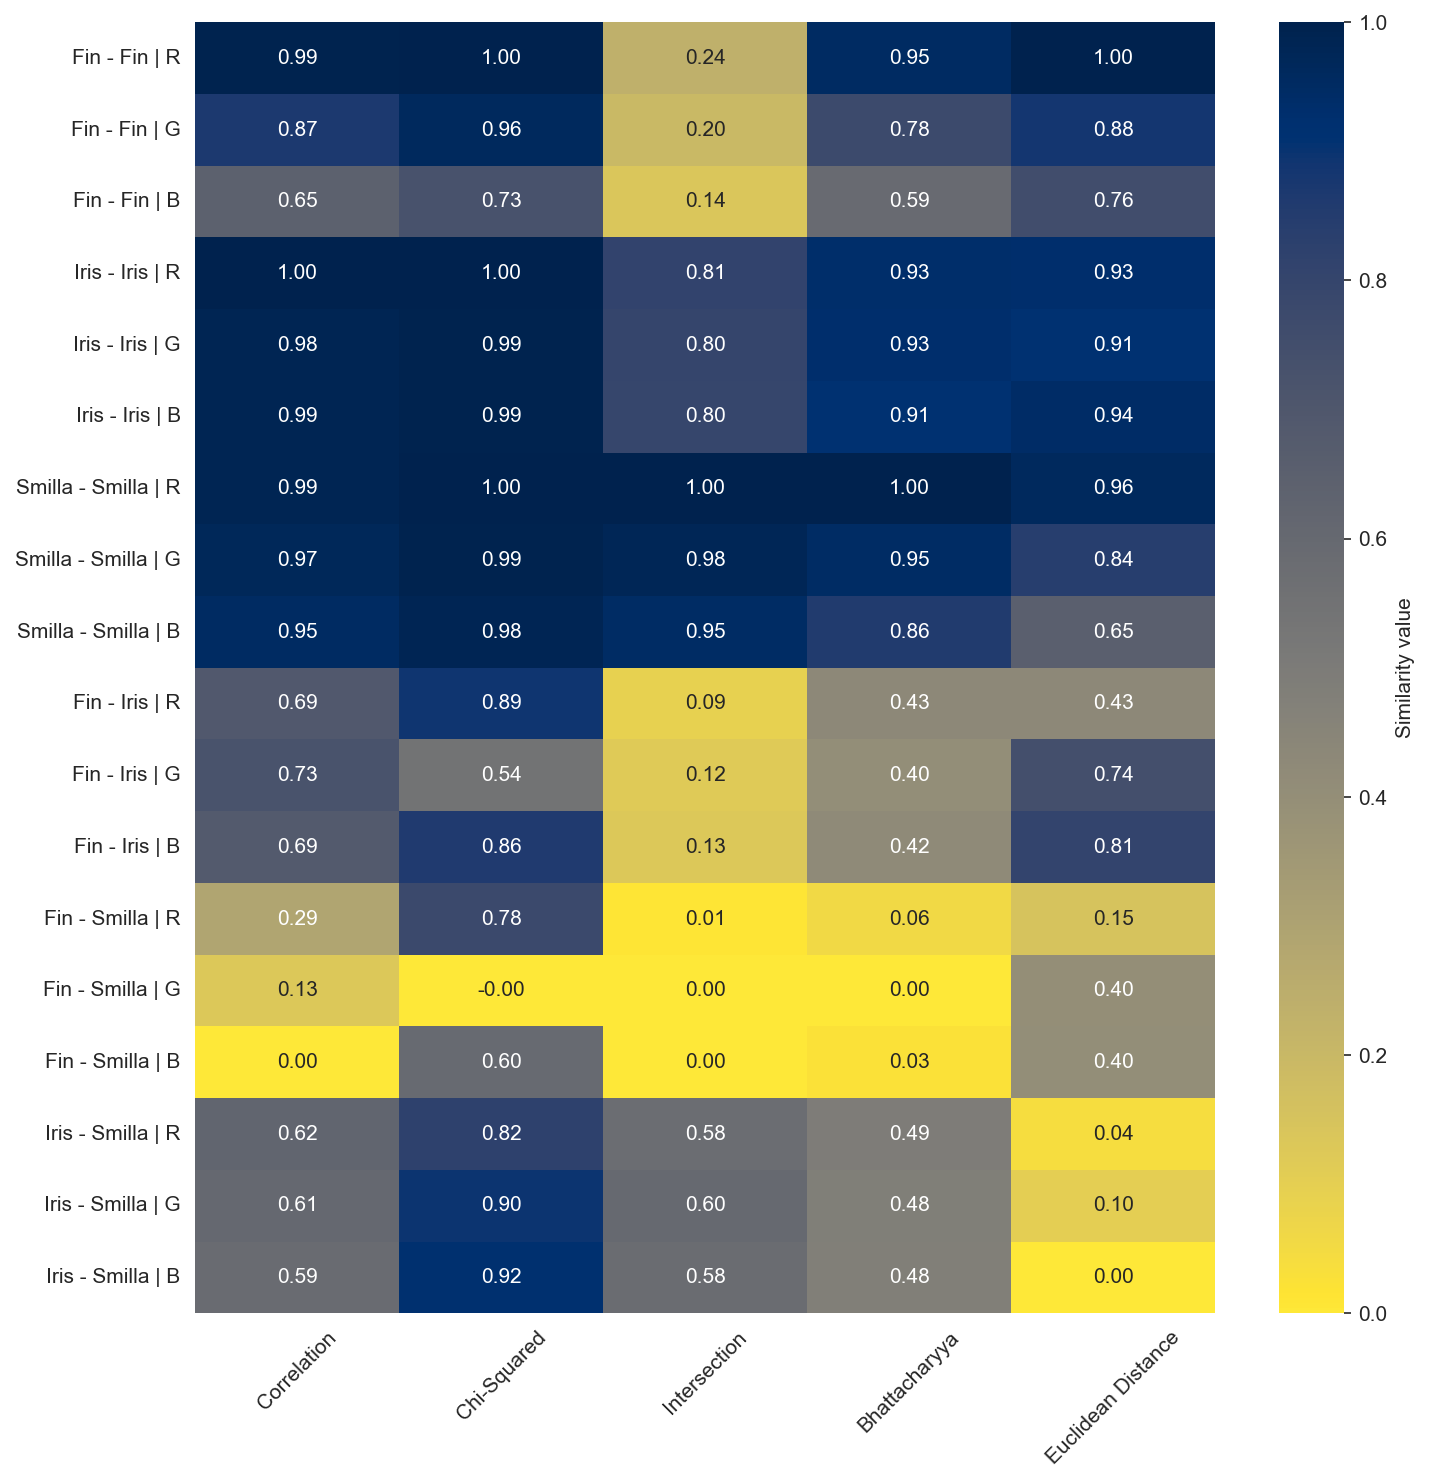 Fin - Fin | R 0.99 1.00 0.24 0.95 1.00
Fin - Fin | G 0.87 0.96 0.20 0.78 0.88
Fin - Fin | B 0.65 0.73 0.14 0.59 0.76
Iris - Iris | R 1.00 1.00 0.81 0.93 0.93
Iris - Iris | G 0.98 0.99 0.80 0.93 0.91
Iris - Iris | B 0.99 0.99 0.80 0.91 0.94
Smilla - Smilla | R 0.99 1.00 1.00 1.00 0.96
Smilla - Smilla | G 0.97 0.99 0.98 0.95 0.84
Smilla - Smilla | B 0.95 0.98 0.95 0.86 0.65
Fin - Iris | R 0.69 0.89 0.09 0.43 0.43
Fin - Iris | G 0.73 0.54 0.12 0.40 0.74
Fin - Iris | B 0.69 0.86 0.13 0.42 0.81
Fin - Smilla | R 0.29 0.78 0.01 0.06 0.15
Fin - Smilla | G 0.13 -0.00 0.00 0.00 0.40
Fin - Smilla | B 0.00 0.60 0.00 0.03 0.40
Iris - Smilla | R 0.62 0.82 0.58 0.49 0.04
Iris - Smilla | G 0.61 0.90 0.60 0.48 0.10
Iris - Smilla | B 0.59 0.92 0.58 0.48 0.00
Correlation Chi-Squared Intersection Bhattacharyya Euclidean Distance
1.0
0.8
0.6
0.4
0.2
0.0
Similarity value